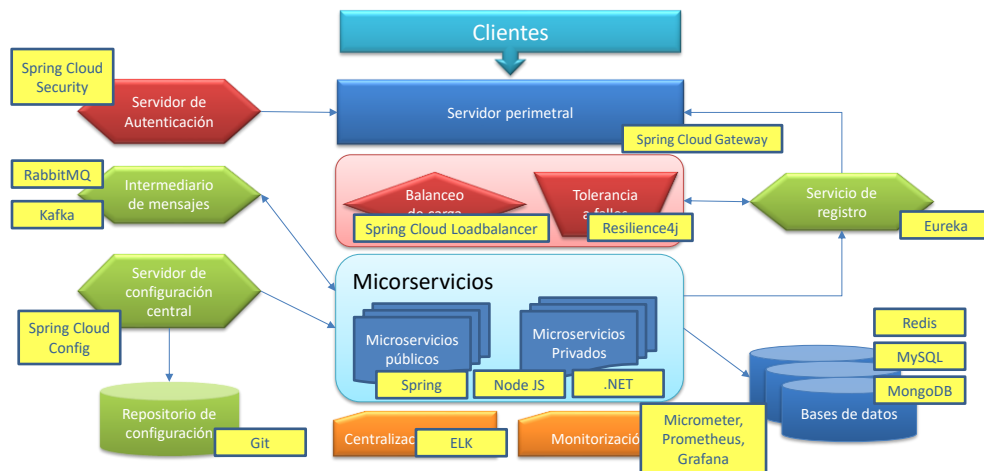 Clientes
Spring Cloud
Security
Servidor de
Autenticación
Servidor perimetral
Spring Cloud Gateway
RabbitMQ
Kafka
Intermediario
de mensajes
Balanceo
de carga
Spring Cloud Loadbalancer
Tolerancia
a fallos
Resilience4j
Servicio de
registro
Eureka
Servidor de
configuración
central
Spring Cloud
Config
Micorservicios
Microservicios
públicos
Microservicios
Privados
Spring
Node JS
.NET
Redis
MySQL
MongoDB
Bases de datos
Repositorio de
configuración
Git
ELK
Micrometer,
Prometheus,
Grafana